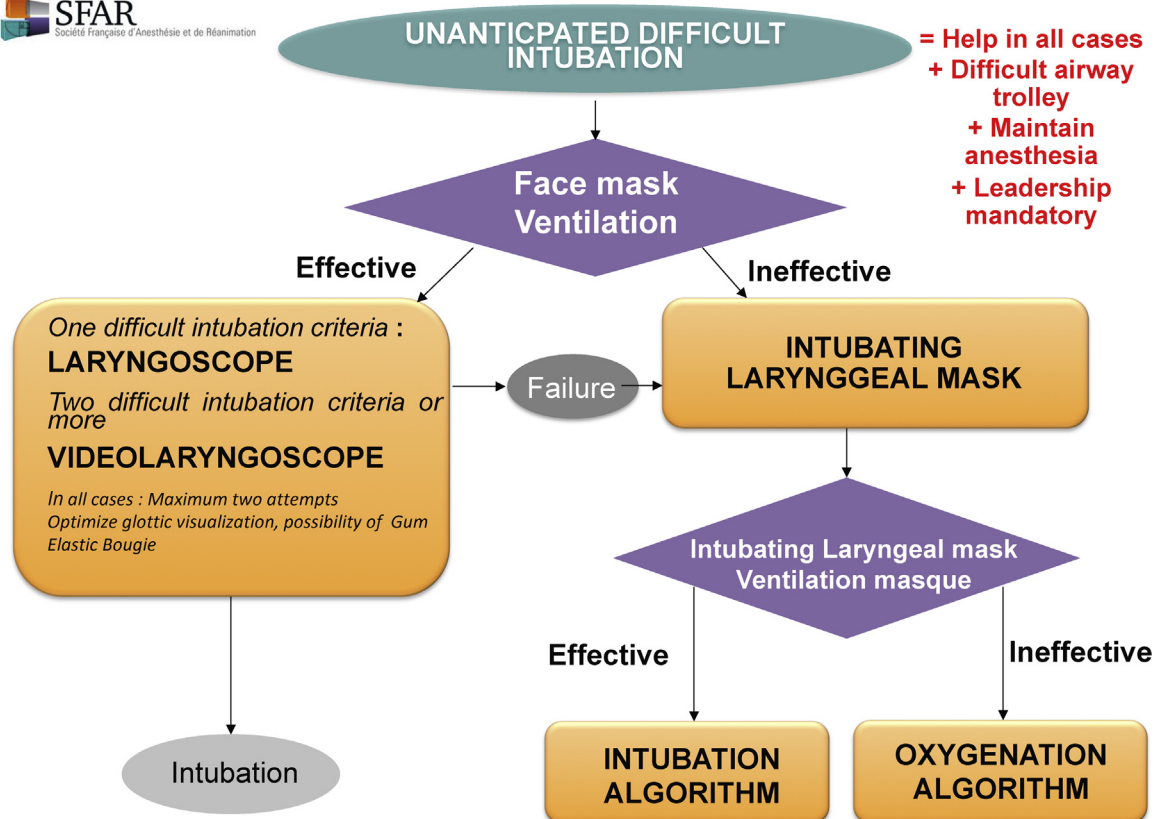 SFAR
Société Française d'Anesthésie et de Réanimation
UNANTICPATED DIFFICULT
INTUBATION
= Help in all cases
+ Difficult airway
trolley
+ Maintain
anesthesia
+ Leadership
mandatory
Face mask
Ventilation
Effective
Ineffective
One difficult intubation criteria :
LARYNGOSCOPE
Two difficult intubation criteria or
more
VIDEOLARYNGOSCOPE
In all cases : Maximum two attempts
Optimize glottic visualization, possibility of Gum
Elastic Bougie
Failure
INTUBATING
LARYNGGEAL MASK
Intubating Laryngeal mask
Ventilation masque
Effective
Ineffective
Intubation
INTUBATION
ALGORITHM
OXYGENATION
ALGORITHM